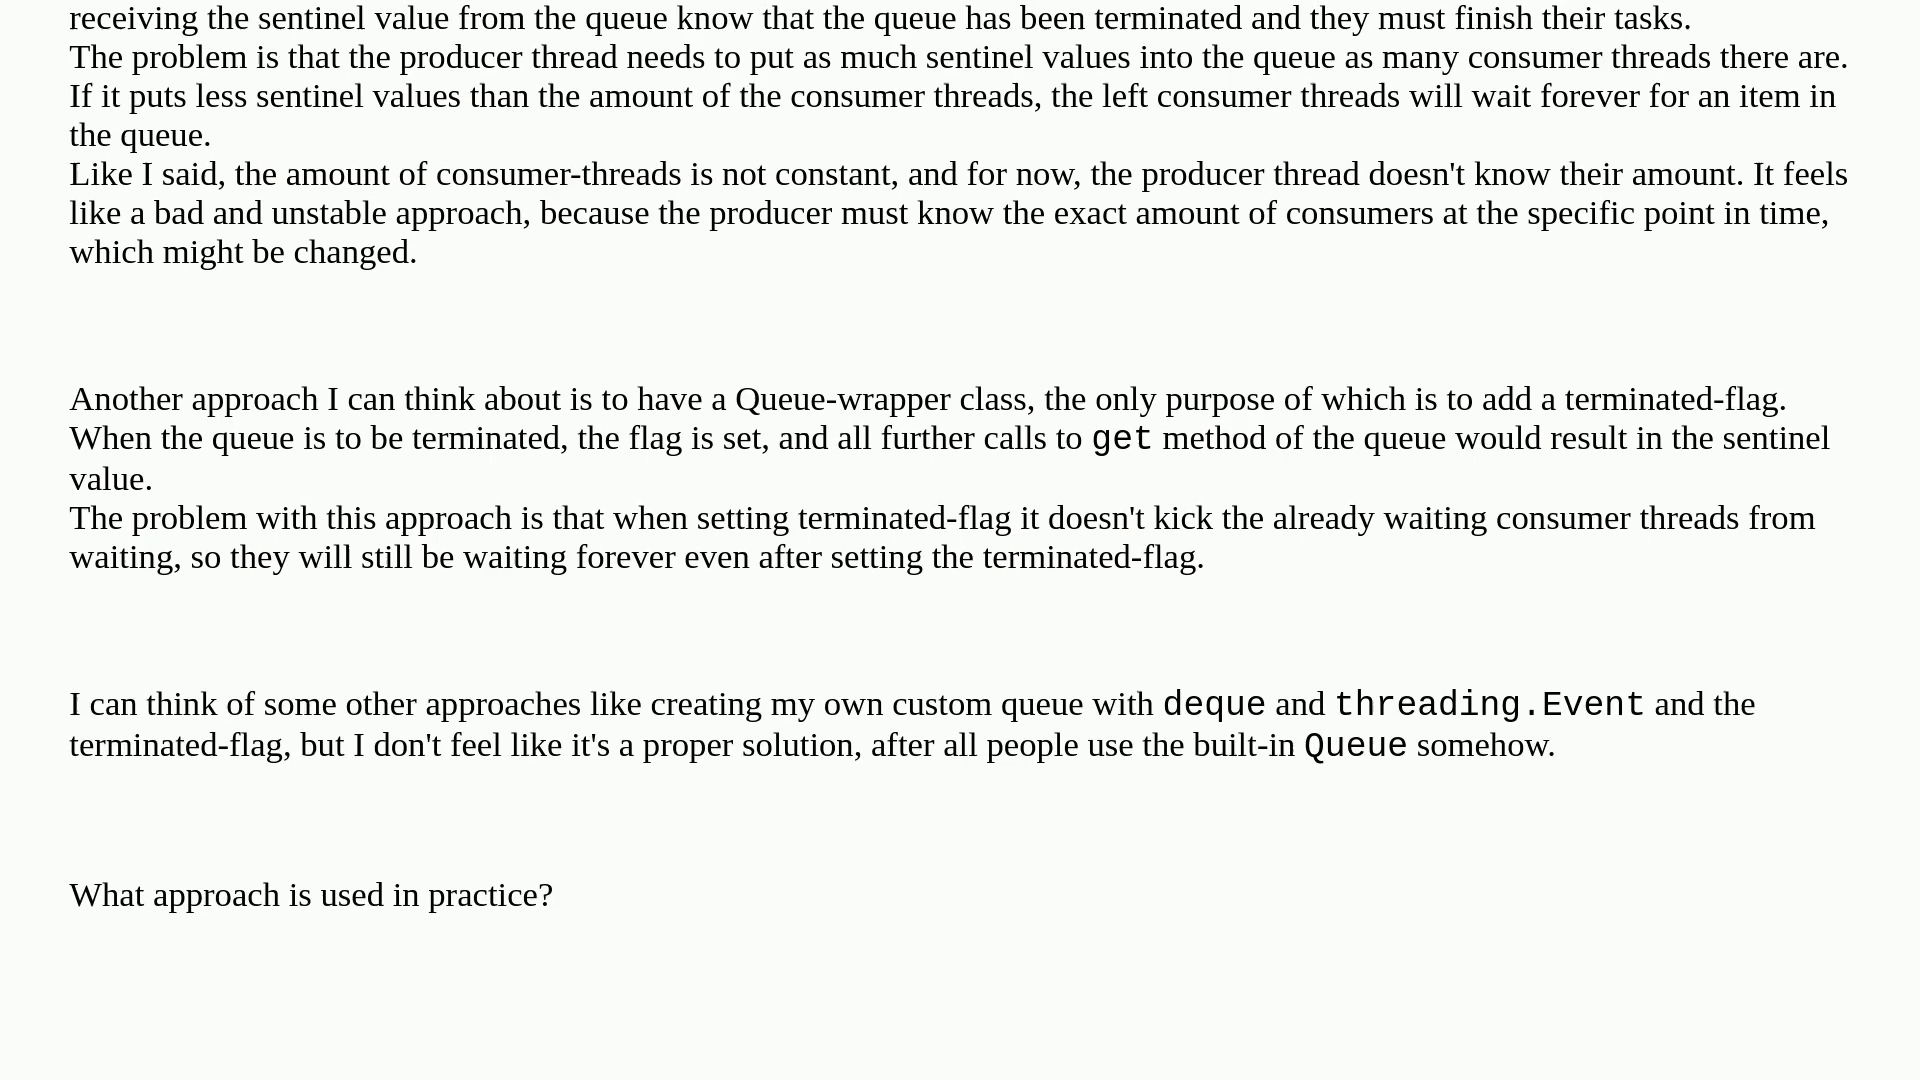 receiving the sentinel value from the queue know that the queue has been terminated and they must finish their tasks.
The problem is that the producer thread needs to put as much sentinel values into the queue as many consumer threads there are.
If it puts less sentinel values than the amount of the consumer threads, the left consumer threads will wait forever for an item in
the queue.
Like I said, the amount of consumer-threads is not constant, and for now, the producer thread doesn't know their amount. It feels
like a bad and unstable approach, because the producer must know the exact amount of consumers at the specific point in time,
which might be changed.
Another approach I can think about is to have a Queue-wrapper class, the only purpose of which is to add a terminated-flag.
When the queue is to be terminated, the flag is set, and all further calls to get method of the queue would result in the sentinel
value.
The problem with this approach is that when setting terminated-flag it doesn't kick the already waiting consumer threads from
waiting, so they will still be waiting forever even after setting the terminated-flag.
I can think of some other approaches like creating my own custom queue with deque and threading.Event and the
terminated-flag, but I don't feel like it's a proper solution, after all people use the built-in Queue somehow.
What approach is used in practice?